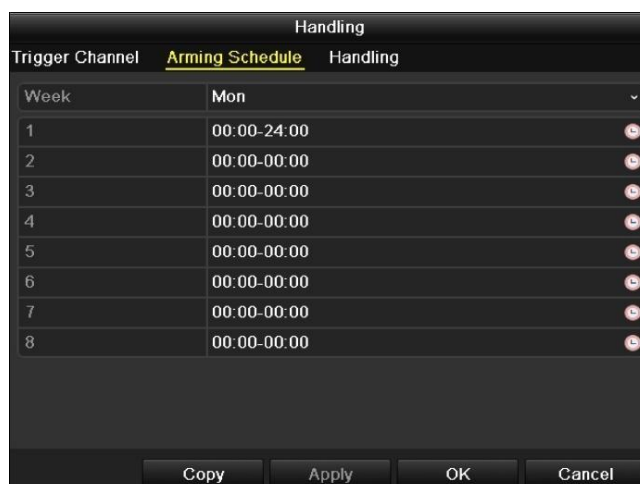 Handling
Trigger Channel Arming Schedule Handling
Week Mon
1 00:00-24:00
2 00:00-00:00
3 00:00-00:00
4 00:00-00:00
5 00:00-00:00
6 00:00-00:00
7 00:00-00:00
8 00:00-00:00
Copy Apply OK Cancel